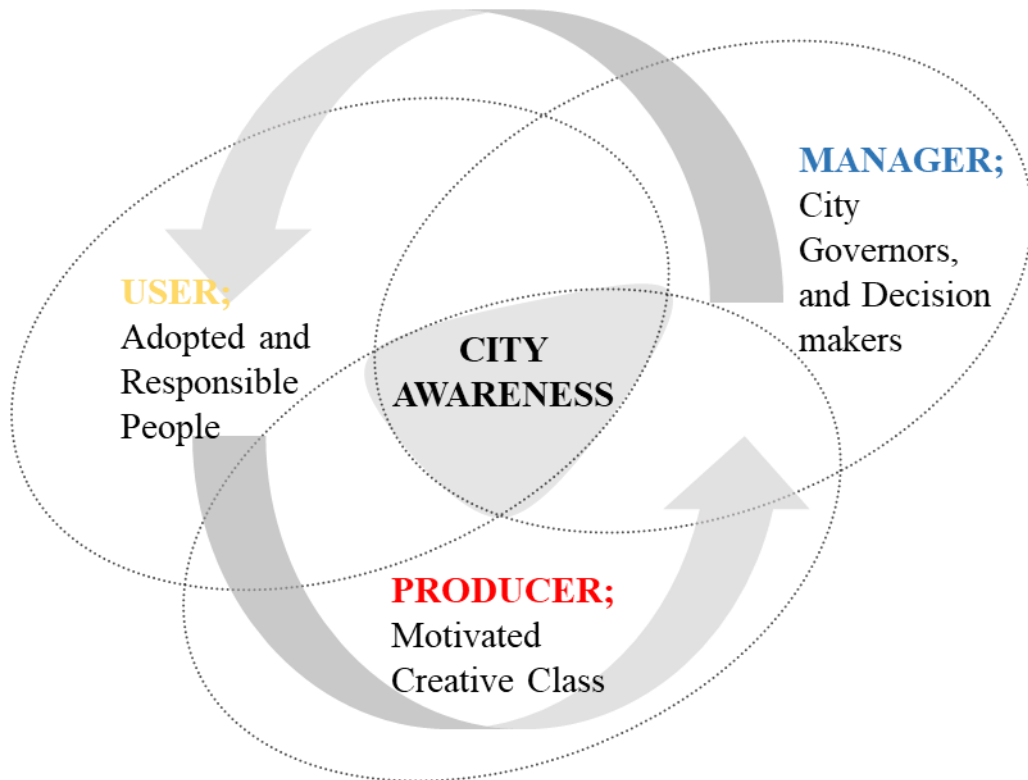 MANAGER;
City
Governors,
and Decision
makers
USER;
Adopted and
Responsible
People
CITY
AWARENESS
PRODUCER;
Motivated
Creative Class